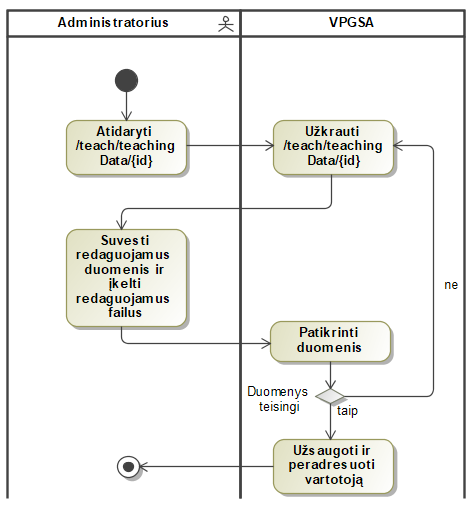 Administratorius
VPGSA
Atidaryti
/teach/teaching
Data/{id}
Užkrauti
/teach/teaching
Data/{id}
Suvesti
redaguojamus
duomenis ir
įkelti
redaguojamus
failus
ne
Patikrinti
duomenis
Duomenys
teisingi
taip
Užsaugoti ir
peradresuoti
vartotoją